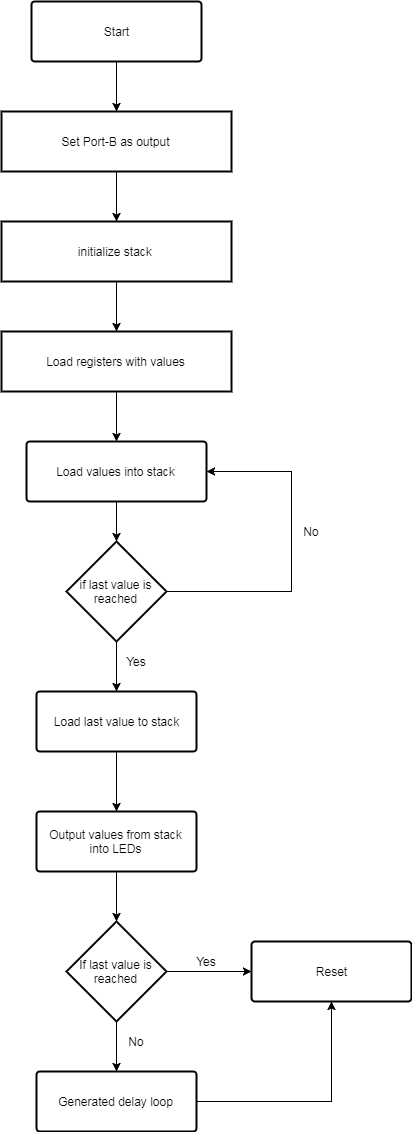 Start
Set Port-B as output
initialize stack
Load registers with values
Load values into stack
No
if last value is
reached
Yes
Load last value to stack
Output values from stack
into LEDs
If last value is
reached
Yes
Reset
No
Generated delay loop